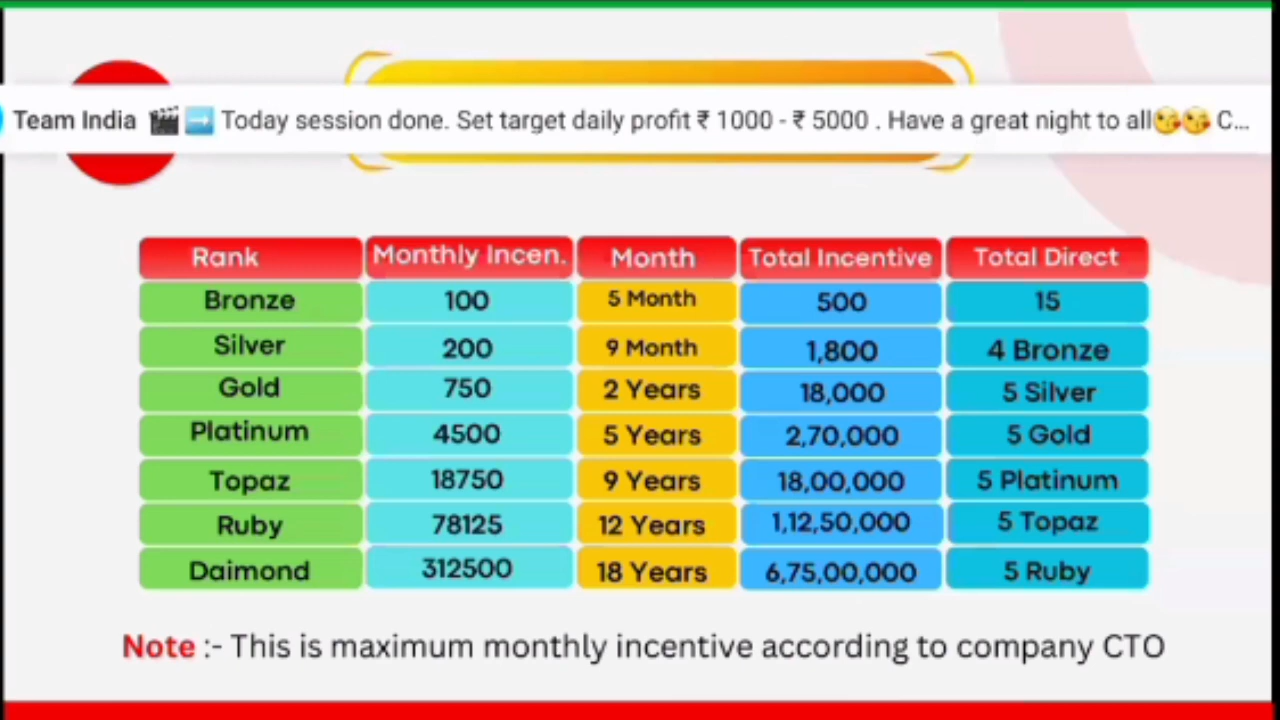 Team India 🎬➡️ Today session done. Set target daily profit ₹ 1000 - ₹ 5000 . Have a great night to all😘😘 C...
Rank Monthly Incen. Month Total Incentive Total Direct
Bronze 100 5 Month 500 15
Silver 200 9 Month 1,800 4 Bronze
Gold 750 2 Years 18,000 5 Silver
Platinum 4500 5 Years 2,70,000 5 Gold
Topaz 18750 9 Years 18,00,000 5 Platinum
Ruby 78125 12 Years 1,12,50,000 5 Topaz
Daimond 312500 18 Years 6,75,00,000 5 Ruby
Note :- This is maximum monthly incentive according to company CTO